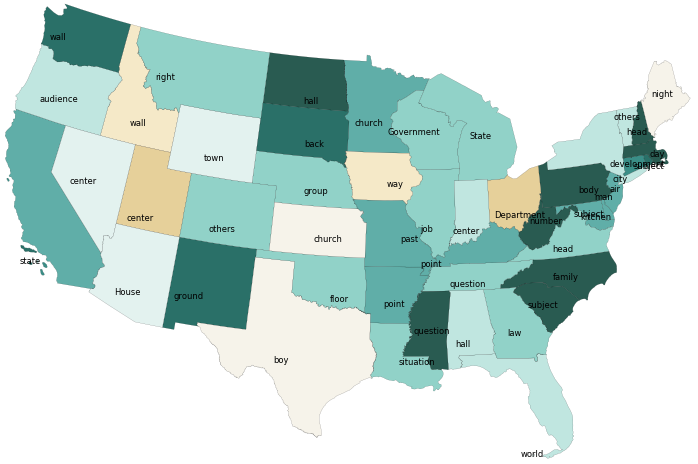 wall
right
audience
hall
night
wall
church
Government
State
others
head
back
town
day
development
subject
center
group
way
city
air
body
man
center
Department
number
subject
kitchen
others
church
job
center
past
head
state
point
House
ground
question
family
floor
point
subject
question
law
hall
boy
situation
world